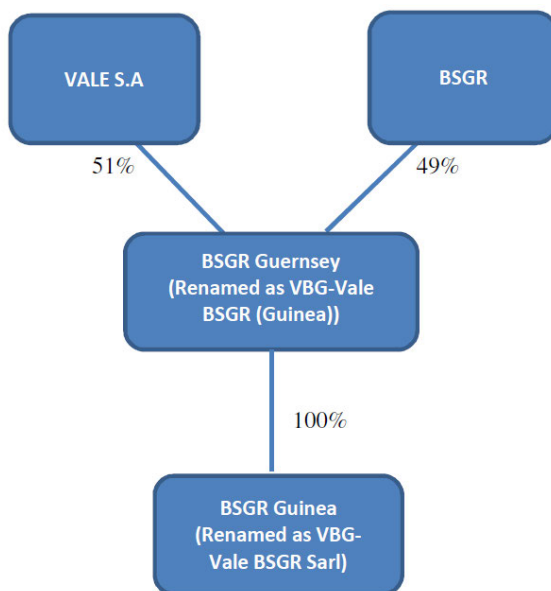 VALE S.A
BSGR
51%
49%
BSGR Guernsey
(Renamed as VBG-Vale
BSGR (Guinea))
100%
BSGR Guinea
(Renamed as VBG-
Vale BSGR Sarl)